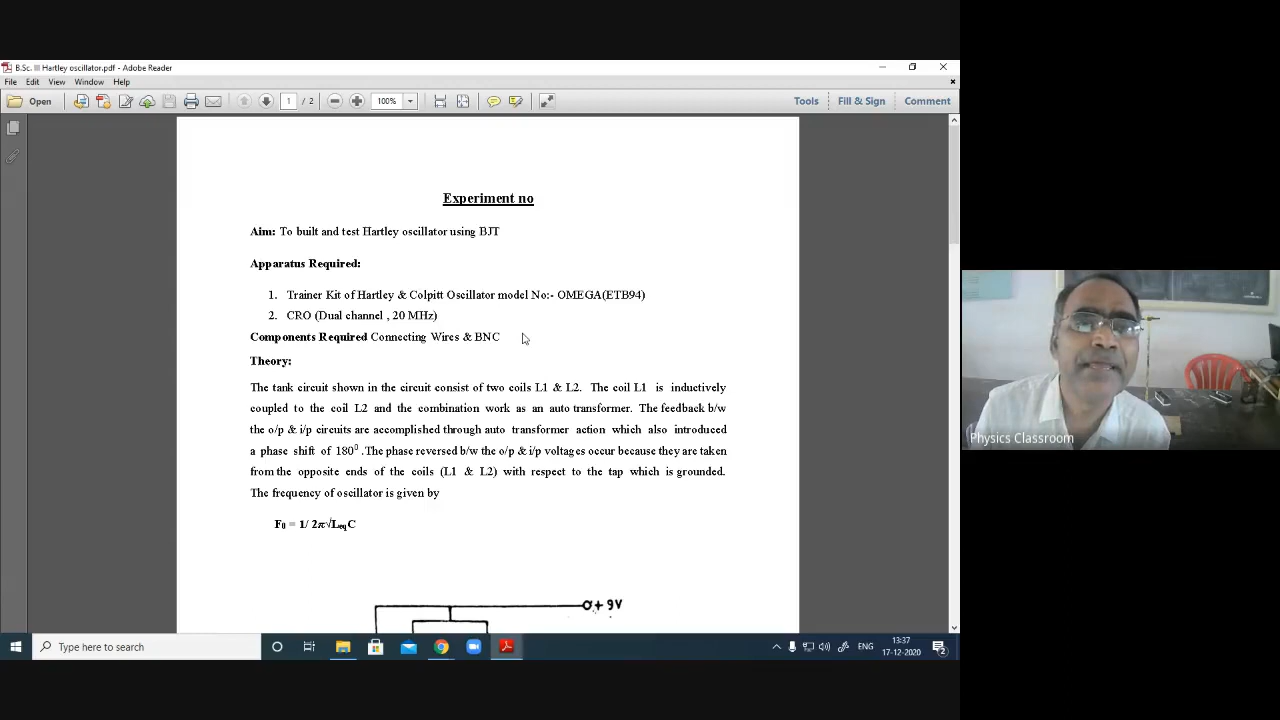 B.Sc. III Hartley oscillator.pdf - Adobe Reader
File Edit View Window Help
Open 1 / 2 100% Tools Fill & Sign Comment
Experiment no
Aim: To built and test Hartley oscillator using BJT
Apparatus Required:
1. Trainer Kit of Hartley & Colpitt Oscillator model No:- OMEGA(ETB94)
2. CRO (Dual channel , 20 MHz)
Components Required Connecting Wires & BNC
Theory:
The tank circuit shown in the circuit consist of two coils L1 & L2. The coil L1 is inductively
coupled to the coil L2 and the combination work as an auto transformer. The feedback b/w
the o/p & i/p circuits are accomplished through auto transformer action which also introduced
a phase shift of 180⁰ .The phase reversed b/w the o/p & i/p voltages occur because they are taken
from the opposite ends of the coils (L1 & L2) with respect to the tap which is grounded.
The frequency of oscillator is given by
F0 = 1/ 2π√LeqC
+ 9V
Physics Classroom
Type here to search
ENG
13:37
17-12-2020
2